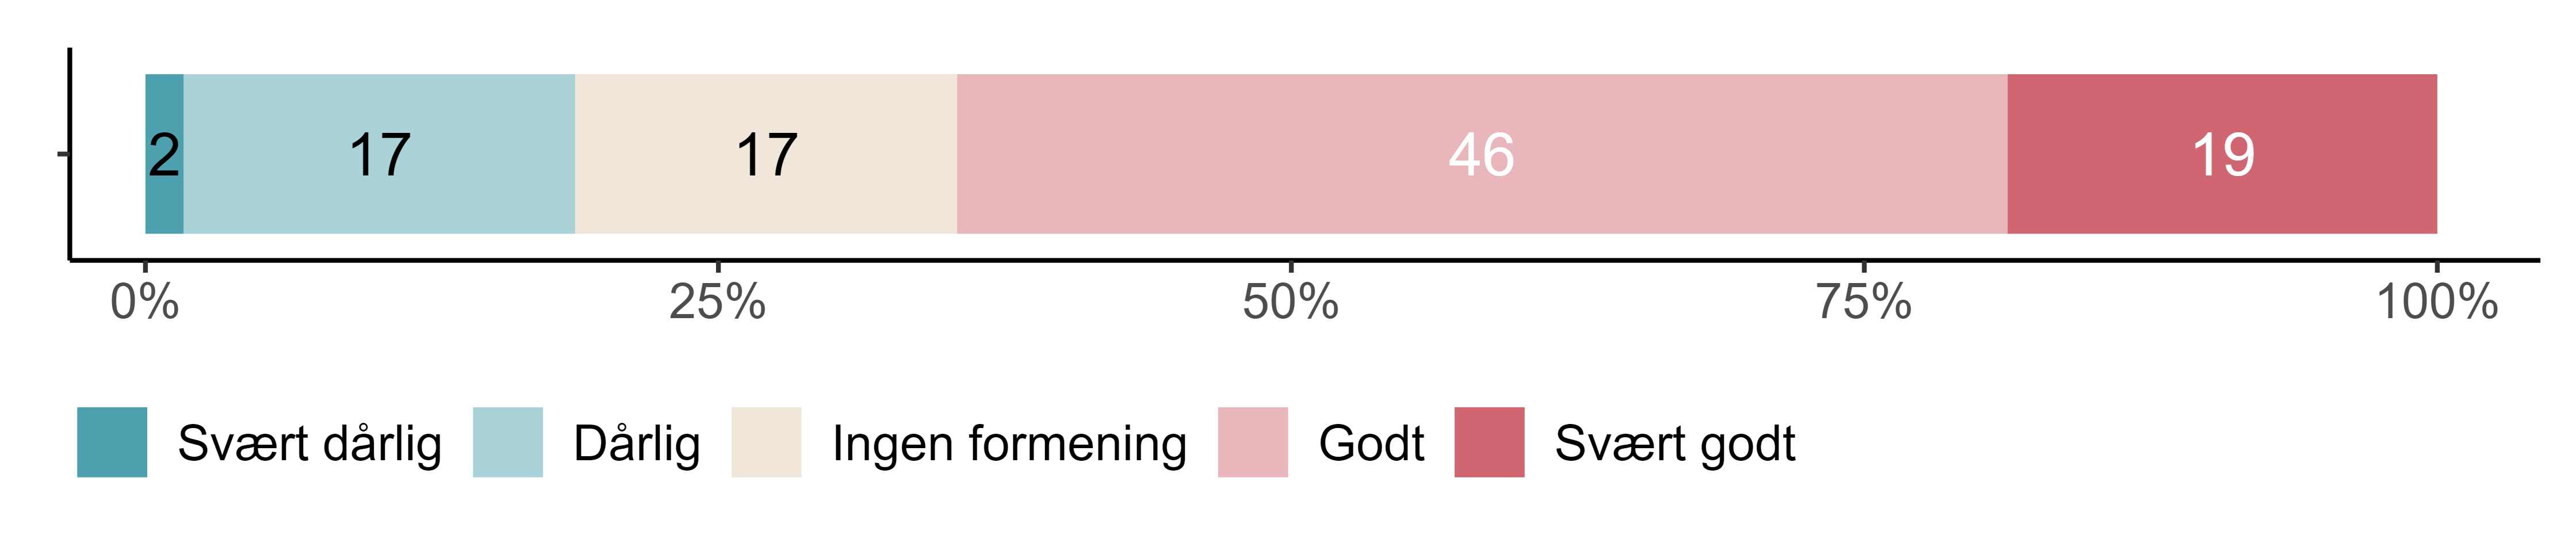 2 17 17 46 19
0% 25% 50% 75% 100%
Svært dårlig Dårlig Ingen formening Godt Svært godt